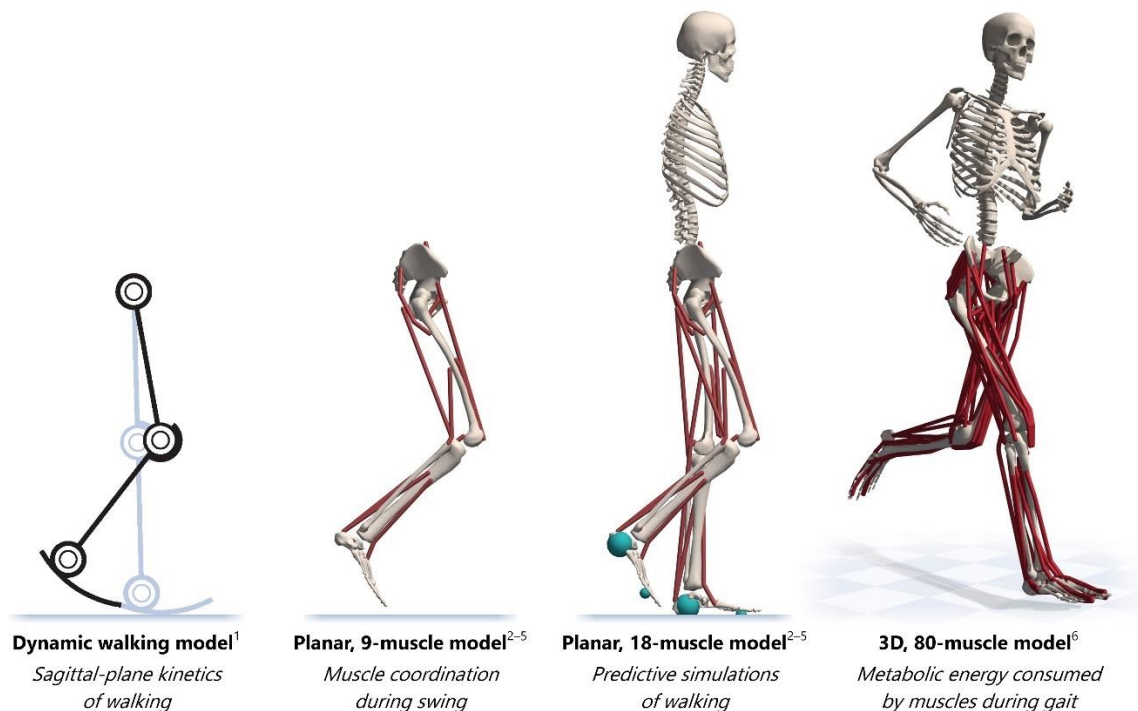 Dynamic walking model¹
Sagittal-plane kinetics
of walking
Planar, 9-muscle model²⁻⁵
Muscle coordination
during swing
Planar, 18-muscle model²⁻⁵
Predictive simulations
of walking
3D, 80-muscle model⁶
Metabolic energy consumed
by muscles during gait